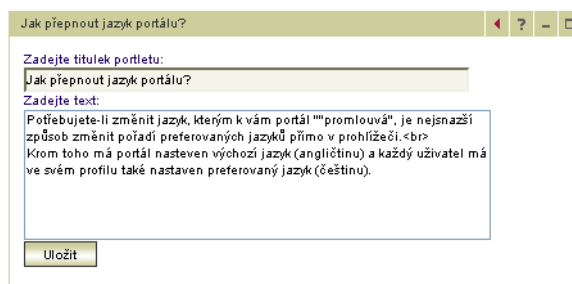 Jak přepnout jazyk portálu?
Zadejte titulek portletu:
Jak přepnout jazyk portálu?
Zadejte text:
Potřebujete-li změnit jazyk, kterým k vám portál ""promlouvá", je nejsnazší
způsob změnit pořadí preferovaných jazyků přímo v prohlížeči.<br>
Krom toho má portál nasteven výchozí jazyk (angličtinu) a každý uživatel má
ve svém profilu také nastaven preferovaný jazyk (češtinu).
Uložit